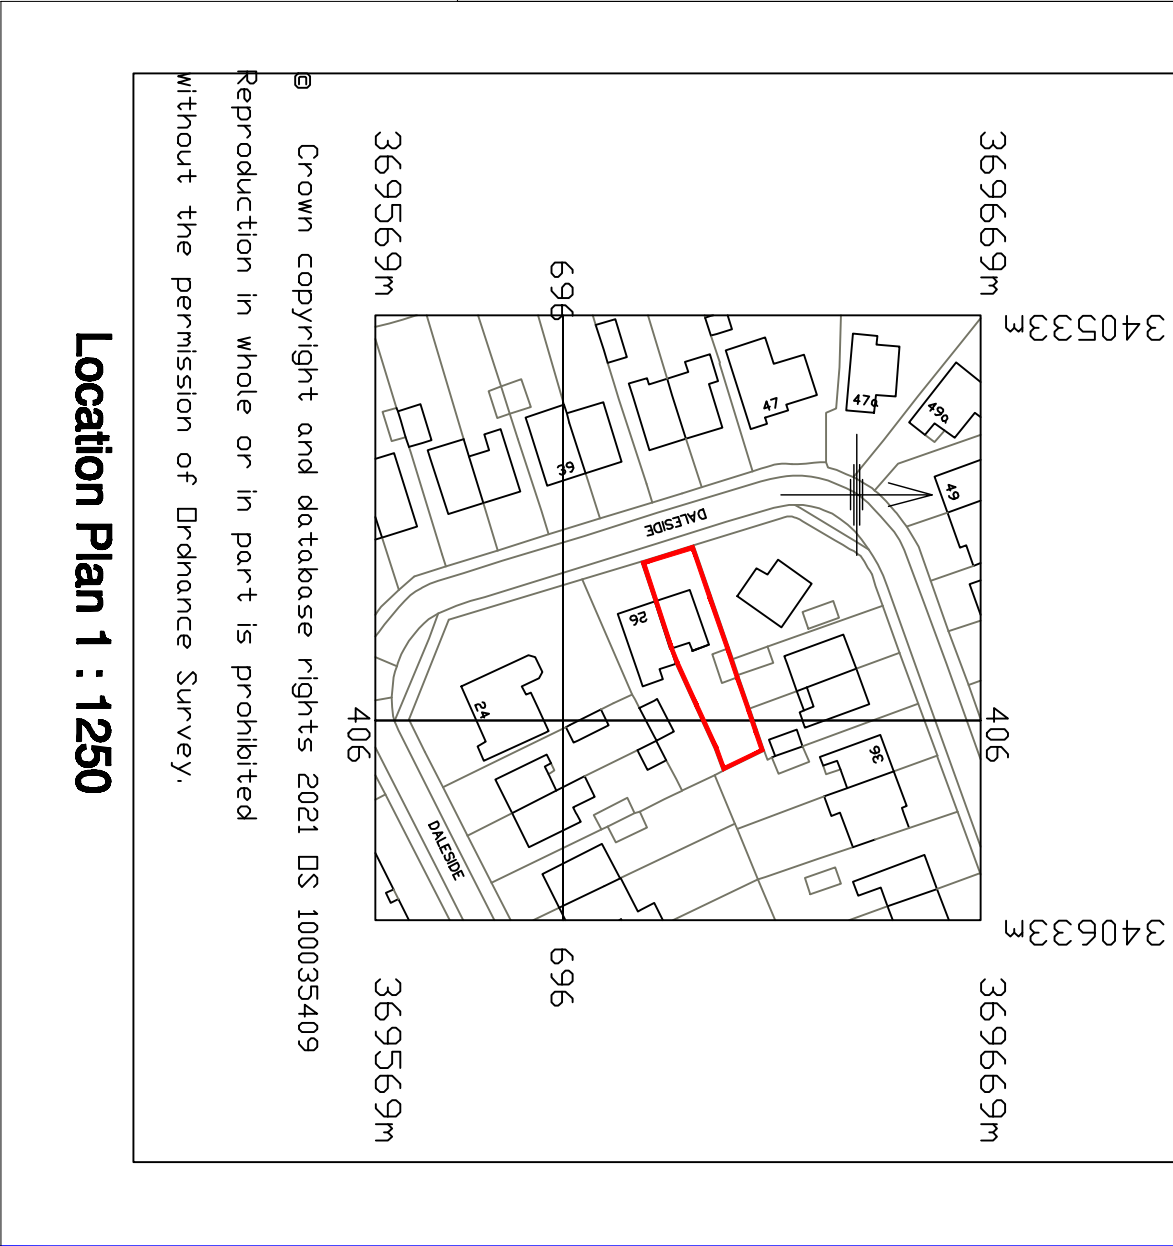 340533m
340633m
369669m
406
369669m
49
49a
36
47a
47
DALESIDE
26
696
39
696
24
DALESIDE
369569m
406
369569m
© Crown copyright and database rights 2021 OS 100035409
Reproduction in whole or in part is prohibited
without the permission of Ordnance Survey.
Location Plan 1 : 1250